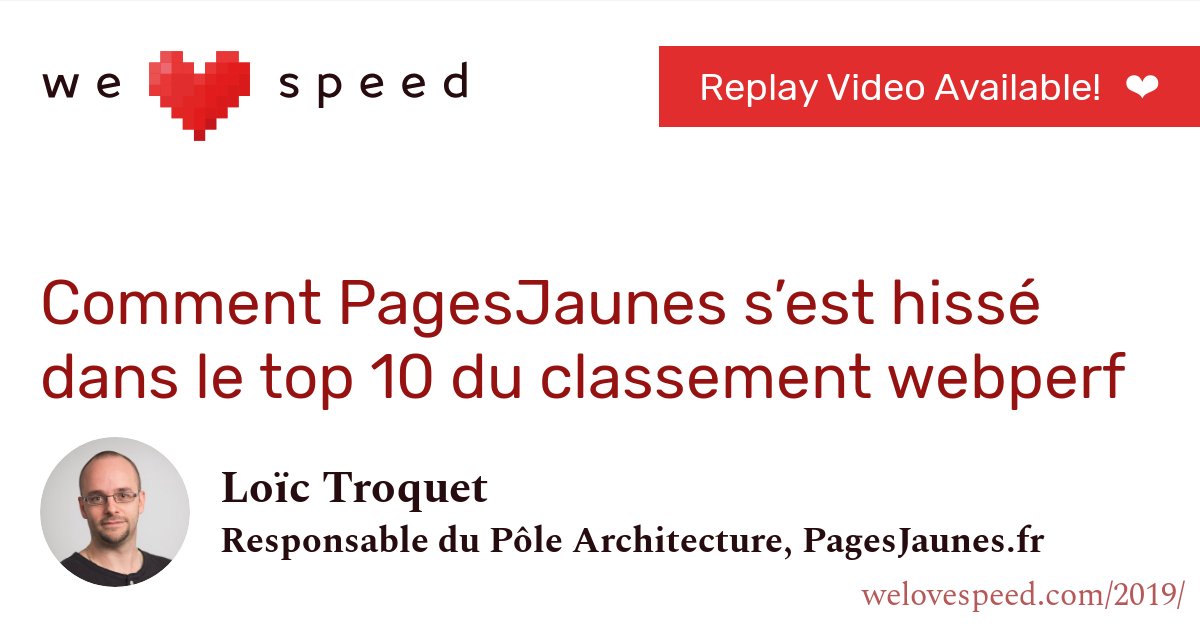 we speed
Replay Video Available! ❤
Comment PagesJaunes s’est hissé
dans le top 10 du classement webperf
Loïc Troquet
Responsable du Pôle Architecture, PagesJaunes.fr
welovespeed.com/2019/